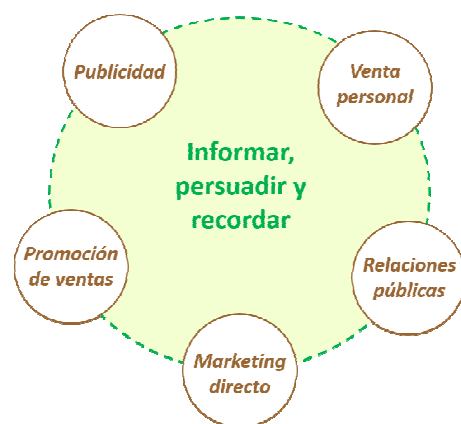 Publicidad
Venta
personal
Informar,
persuadir y
recordar
Promoción
de ventas
Relaciones
públicas
Marketing
directo